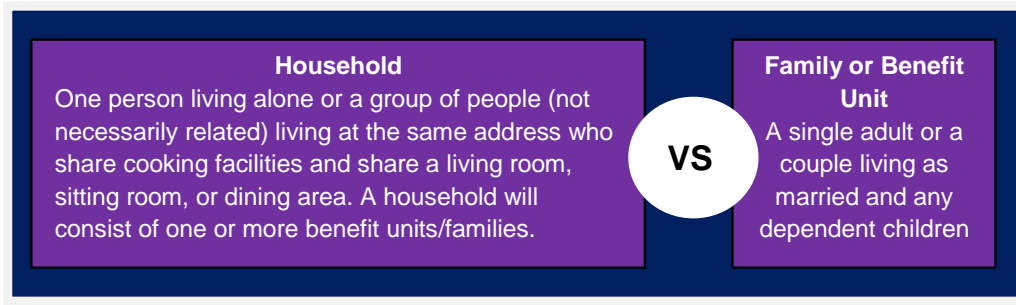 Household
One person living alone or a group of people (not
necessarily related) living at the same address who
share cooking facilities and share a living room,
sitting room, or dining area. A household will
consist of one or more benefit units/families.
VS
Family or Benefit
Unit
A single adult or a
couple living as
married and any
dependent children